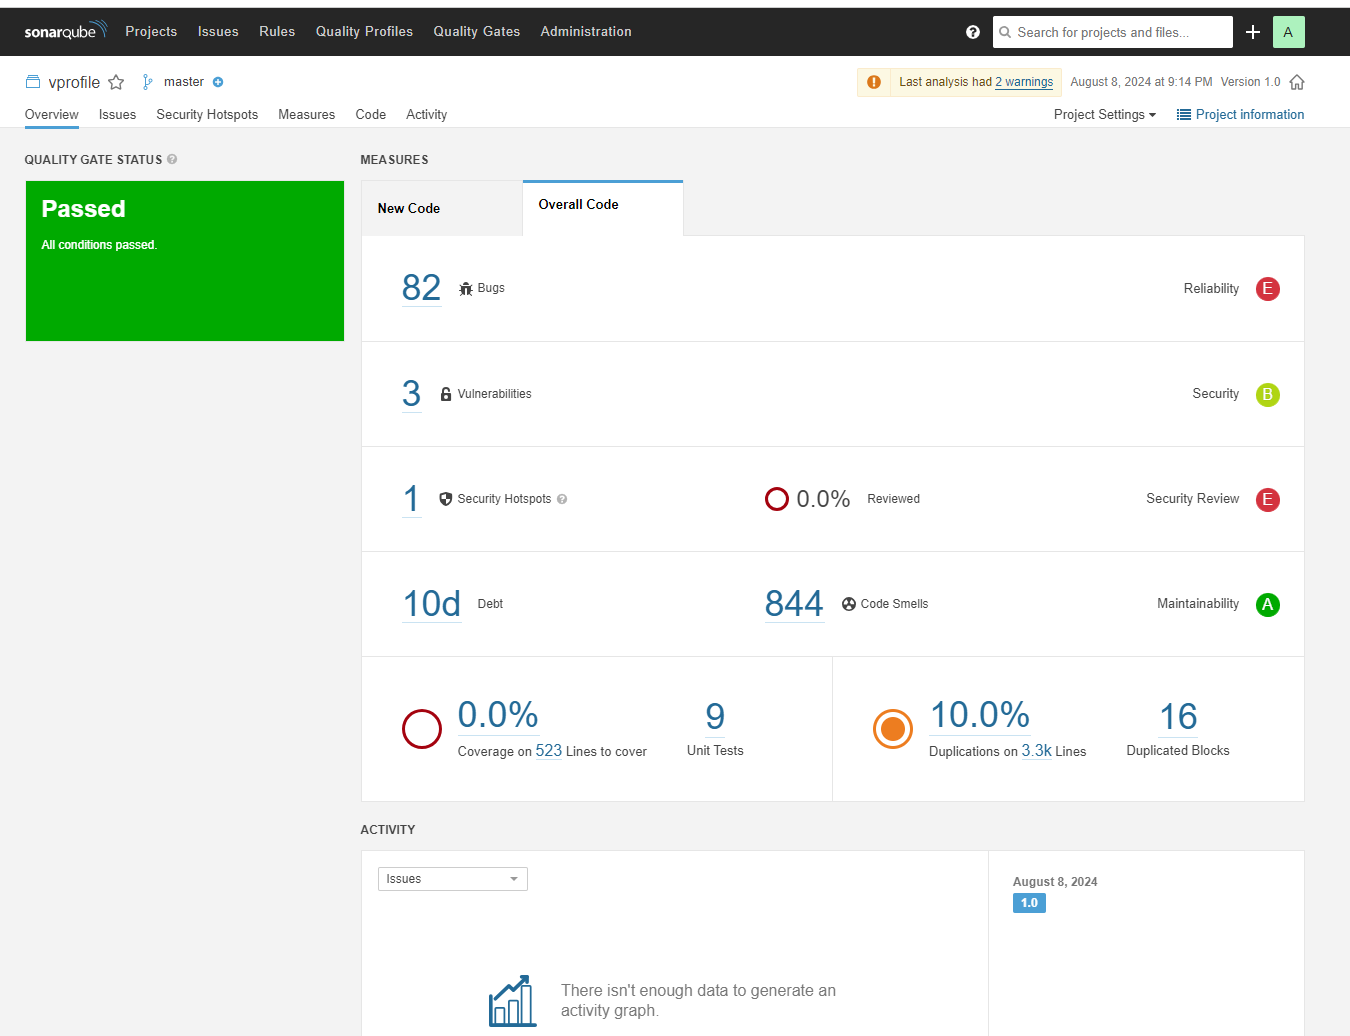 sonarqube Projects Issues Rules Quality Profiles Quality Gates Administration ? Search for projects and files... + A
vprofile master Last analysis had 2 warnings August 8, 2024 at 9:14 PM Version 1.0
Overview Issues Security Hotspots Measures Code Activity Project Settings Project information
QUALITY GATE STATUS ?
Passed
All conditions passed.
MEASURES
New Code
Overall Code
82 Bugs Reliability E
3 Vulnerabilities Security B
1 Security Hotspots ? 0.0% Reviewed Security Review E
10d Debt 844 Code Smells Maintainability A
0.0%
Coverage on 523 Lines to cover
9
Unit Tests
10.0%
Duplications on 3.3k Lines
16
Duplicated Blocks
ACTIVITY
Issues
There isn't enough data to generate an
activity graph.
August 8, 2024
1.0